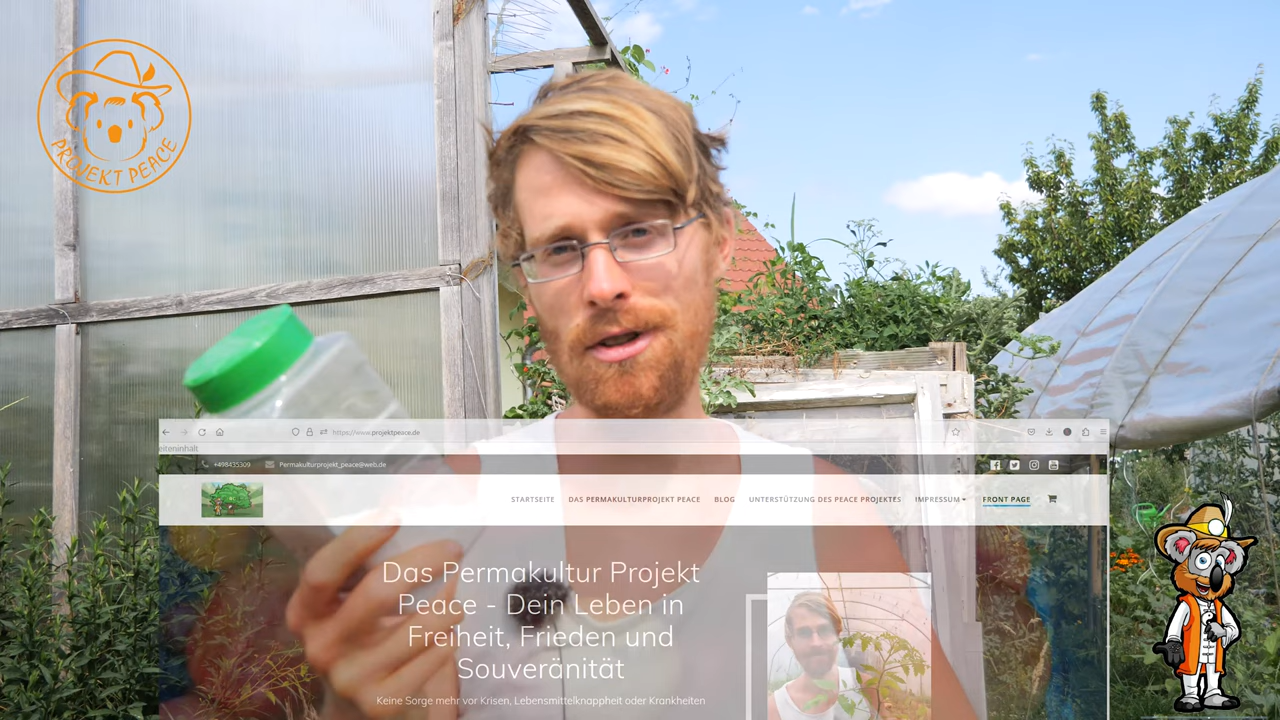 PROJEKT PEACE
https://www.projektpeace.de
eiteninhalt
+498435309
Permakulturprojekt_peace@web.de
STARTSEITE
DAS PERMAKULTURPROJEKT PEACE
BLOG
UNTERSTÜTZUNG DES PEACE PROJEKTES
IMPRESSUM
FRONT PAGE
Das Permakultur Projekt
Peace - Dein Leben in
Freiheit, Frieden und
Souveränität
Keine Sorge mehr vor Krisen, Lebensmittelknappheit oder Krankheiten